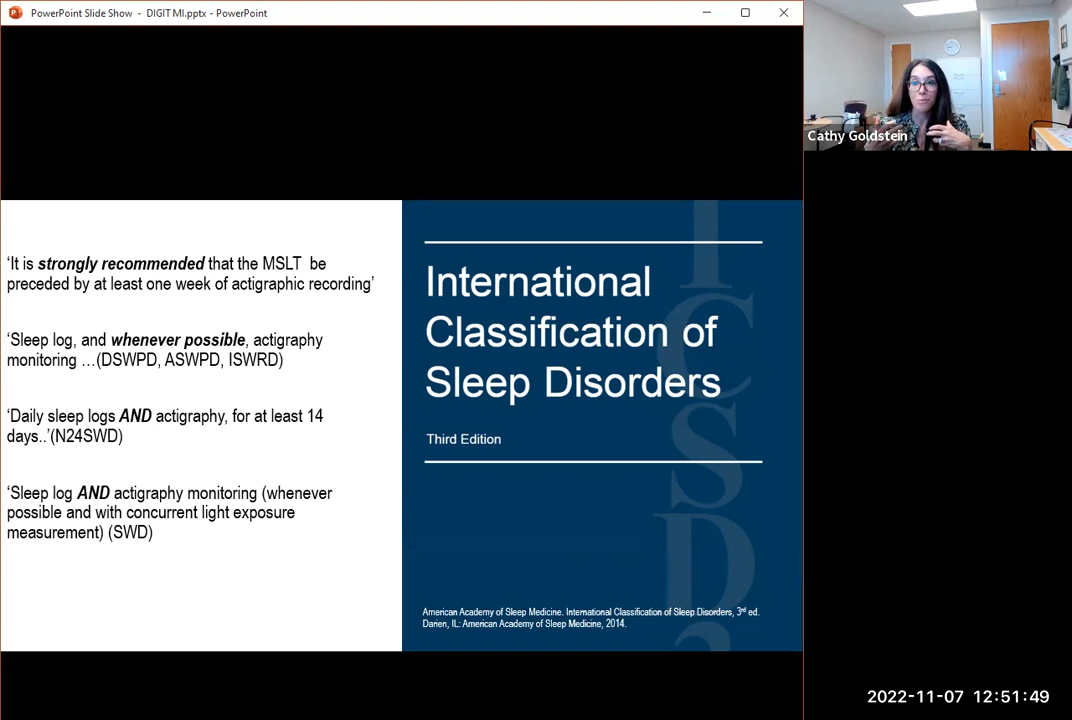 PowerPoint Slide Show - DIGIT MI.pptx - PowerPoint
Cathy Goldstein
‘It is strongly recommended that the MSLT be
preceded by at least one week of actigraphic recording’
‘Sleep log, and whenever possible, actigraphy
monitoring …(DSWPD, ASWPD, ISWRD)
‘Daily sleep logs AND actigraphy, for at least 14
days..’(N24SWD)
‘Sleep log AND actigraphy monitoring (whenever
possible and with concurrent light exposure
measurement) (SWD)
International
Classification of
Sleep Disorders
Third Edition
ICSD3
American Academy of Sleep Medicine. International Classification of Sleep Disorders, 3rd ed.
Darien, IL: American Academy of Sleep Medicine, 2014.
2022-11-07 12:51:49